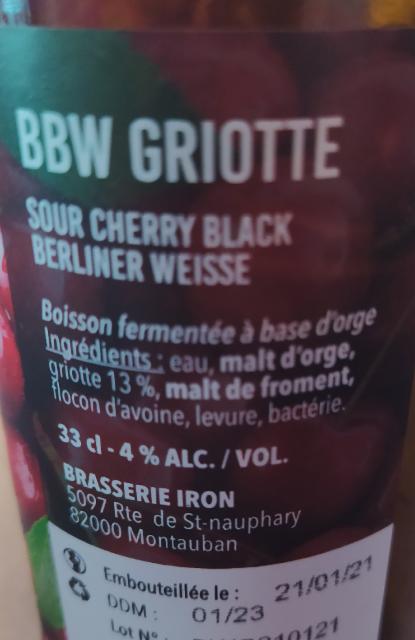 BBW GRIOTTE
SOUR CHERRY BLACK
BERLINER WEISSE
Boisson fermentée à base d'orge
Ingrédients : eau, malt d'orge,
griotte 13 %, malt de froment,
flocon d'avoine, levure, bactérie.
33 cl - 4 % ALC. / VOL.
BRASSERIE IRON
5097 Rte de St-nauphary
82000 Montauban
Embouteillée le : 21/01/21
DDM : 01/23
Lot N°